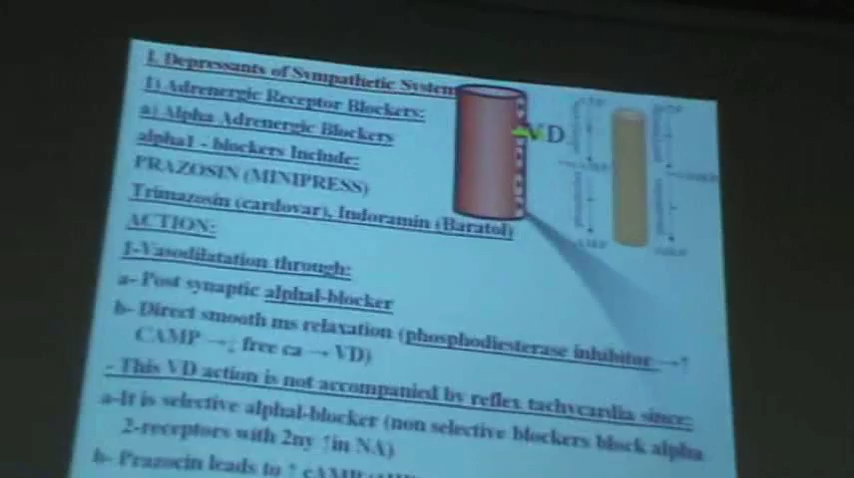 I. Depressants of Sympathetic System
1) Adrenergic Receptor Blockers:
a) Alpha Adrenergic Blockers
alpha1 - blockers Include:
PRAZOSIN (MINIPRESS)
Trimazosin (cardovar), Indoramin (Baratol)
ACTION:
1-Vasodilatation through:
a- Post synaptic alpha1-blocker
b- Direct smooth ms relaxation (phosphodiesterase inhibitor →↑
CAMP →↓ free ca → VD)
- This VD action is not accompanied by reflex tachycardia since:
a-It is selective alpha1-blocker (non selective blockers block alpha
2-receptors with 2ny ↑in NA)
b- Prazocin leads to ↑ cAMP
VD